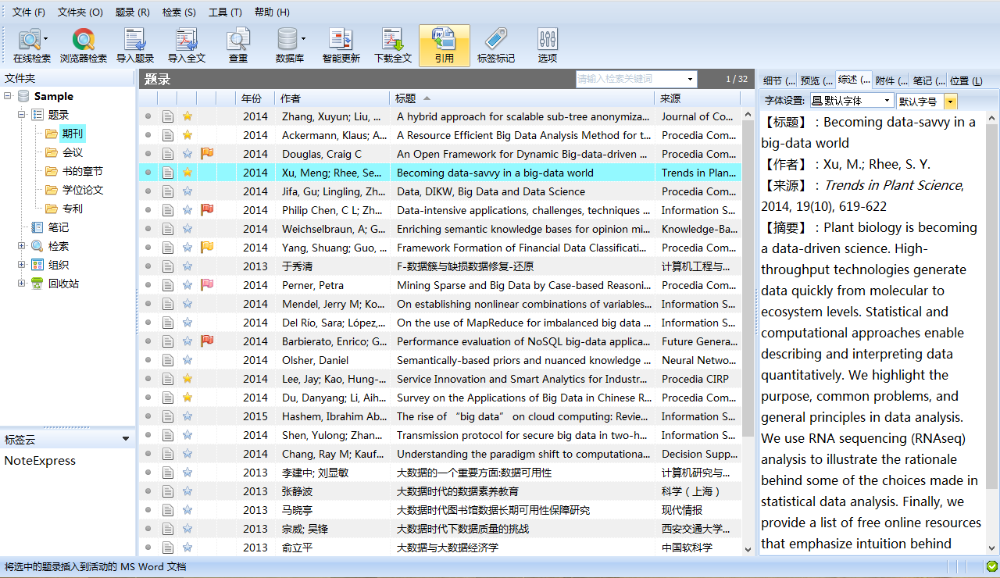 文件 (F) 文件夹 (O) 题录 (R) 检索 (S) 工具 (T) 帮助 (H)
在线检索 浏览器检索 导入题录 导入全文 查重 数据库 智能更新 下载全文 引用 标签标记 选项
文件夹
Sample
题录
期刊
会议
书的章节
学位论文
专利
笔记
检索
组织
回收站
标签云
NoteExpress
题录 请输入检索关键词 1 / 32
年份 作者 标题 来源
2014 Zhang, Xuyun; Liu, ... A hybrid approach for scalable sub-tree anonymiza... Journal of Co...
2014 Ackermann, Klaus; A... A Resource Efficient Big Data Analysis Method for t... Procedia Com...
2014 Douglas, Craig C An Open Framework for Dynamic Big-data-driven ... Procedia Com...
2014 Xu, Meng; Rhee, Se... Becoming data-savvy in a big-data world Trends in Plan...
2014 Jifa, Gu; Lingling, Zh... Data, DIKW, Big Data and Data Science Procedia Com...
2014 Philip Chen, C L; Zh... Data-intensive applications, challenges, techniques ... Information S...
2014 Weichselbraun, A; G... Enriching semantic knowledge bases for opinion mi... Knowledge-Ba...
2014 Yang, Shuang; Guo, ... Framework Formation of Financial Data Classificati... Procedia Com...
2013 于秀清 F-数据簇与缺损数据修复-还原 计算机工程与...
2014 Perner, Petra Mining Sparse and Big Data by Case-based Reasoni... Procedia Com...
2014 Mendel, Jerry M; Ko... On establishing nonlinear combinations of variables... Information S...
2014 Del Río, Sara; López,... On the use of MapReduce for imbalanced big data ... Information S...
2014 Barbierato, Enrico; G... Performance evaluation of NoSQL big-data applica... Future Genera...
2014 Olsher, Daniel Semantically-based priors and nuanced knowledge ... Neural Netwo...
2014 Lee, Jay; Kao, Hung-... Service Innovation and Smart Analytics for Industr... Procedia CIRP
2014 Du, Danyang; Li, Aih... Survey on the Applications of Big Data in Chinese R... Procedia Com...
2015 Hashem, Ibrahim Ab... The rise of “big data” on cloud computing: Revie... Information S...
2014 Shen, Yulong; Zhan... Transmission protocol for secure big data in two-h... Information S...
2014 Chang, Ray M; Kauf... Understanding the paradigm shift to computationa... Decision Supp...
2013 李建中; 刘显敏 大数据的一个重要方面:数据可用性 计算机研究与...
2013 张静波 大数据时代的数据素养教育 科学（上海）
2013 马晓亭 大数据时代图书馆数据长期可用性保障研究 现代情报
2013 宗威; 吴锋 大数据时代下数据质量的挑战 西安交通大学...
2013 俞立平 大数据与大数据经济学 中国软科学
细节 (... 预览 (... 综述 (... 附件 (... 笔记 (... 位置 (L)
字体设置: 默认字体 默认字号
【标题】：Becoming data-savvy in a
big-data world
【作者】：Xu, M.; Rhee, S. Y.
【来源】：Trends in Plant Science,
2014, 19(10), 619-622
【摘要】：Plant biology is becoming
a data-driven science. High-
throughput technologies generate
data quickly from molecular to
ecosystem levels. Statistical and
computational approaches enable
describing and interpreting data
quantitatively. We highlight the
purpose, common problems, and
general principles in data analysis.
We use RNA sequencing (RNAseq)
analysis to illustrate the rationale
behind some of the choices made in
statistical data analysis. Finally, we
provide a list of free online resources
that emphasize intuition behind
将选中的题录插入到活动的 MS Word 文档